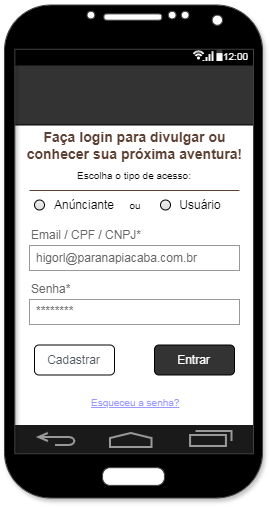 12:00
Faça login para divulgar ou
conhecer sua próxima aventura!
Escolha o tipo de acesso:
Anúnciante ou Usuário
Email / CPF / CNPJ*
higorl@paranapiacaba.com.br
Senha*
********
Cadastrar Entrar
Esqueceu a senha?